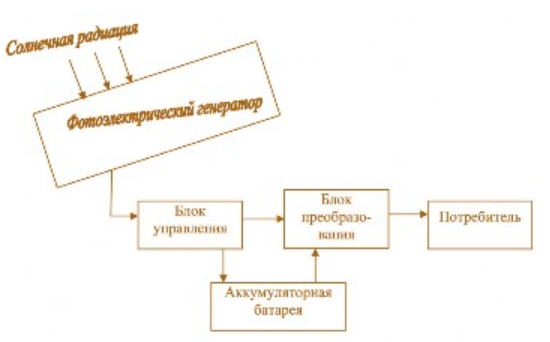 Солнечная радиация
Фотоэлектрический генератор
Блок
управления
Блок
преобразо-
вания
Потребитель
Аккумуляторная
батарея